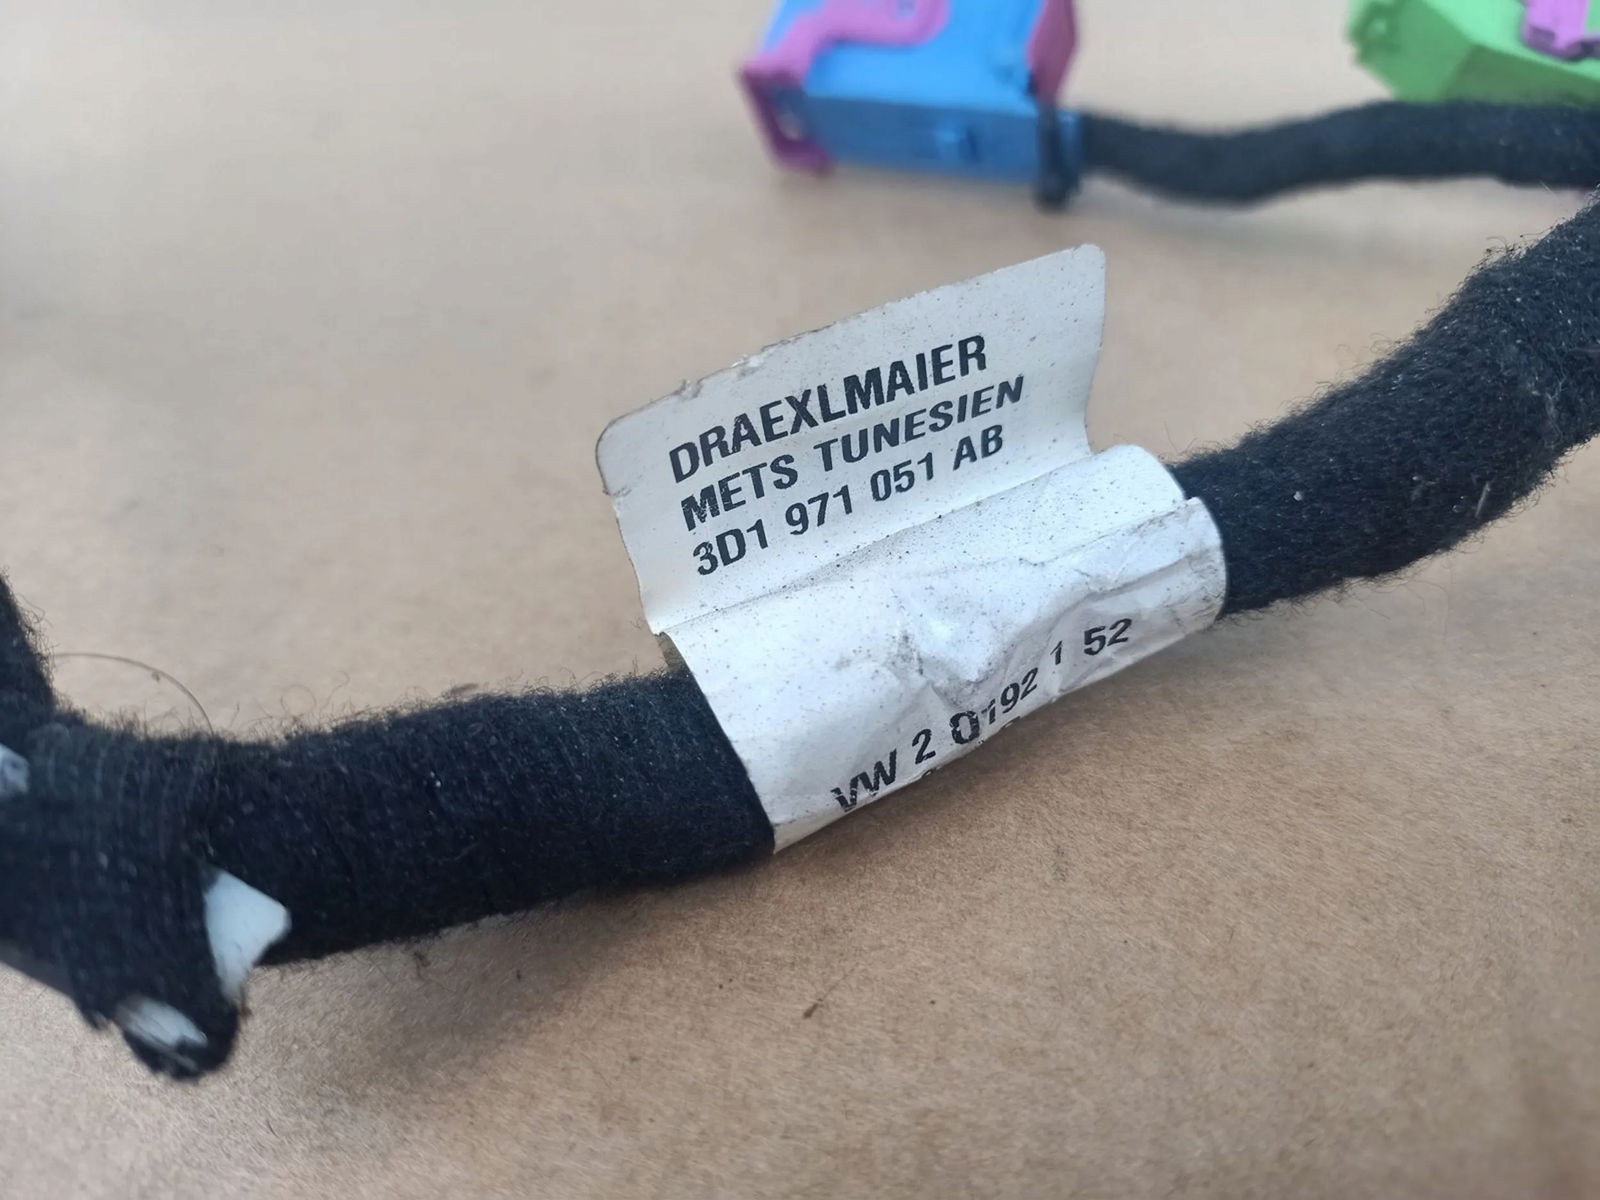 DRAEXLMAIER
METS TUNESIEN
3D1 971 051 AB
VW 2 0192 1 52